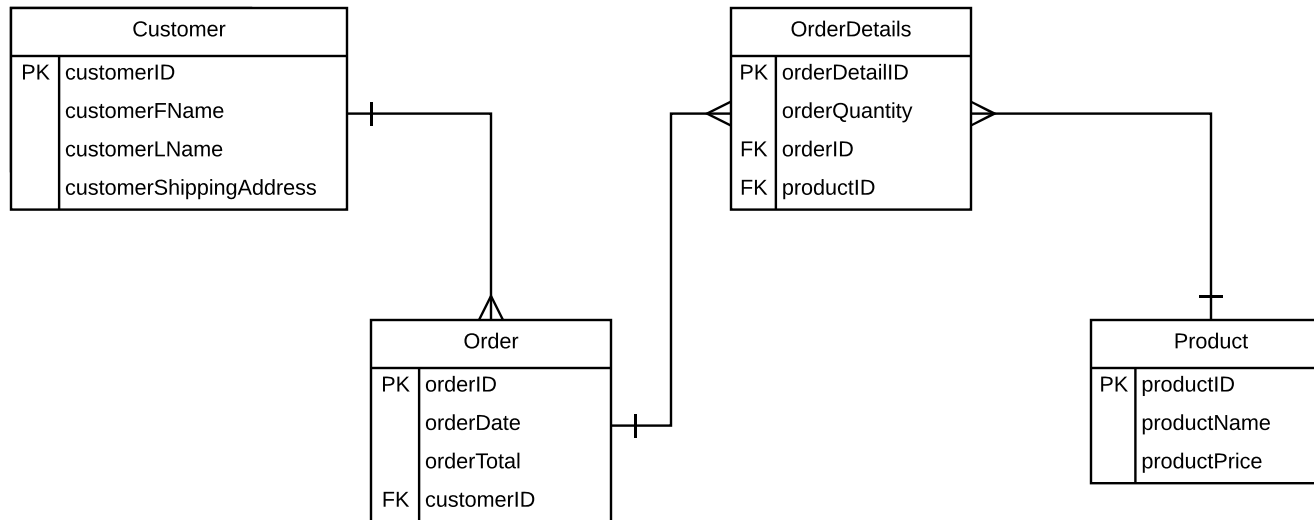 Customer
PK customerID
customerFName
customerLName
customerShippingAddress
OrderDetails
PK orderDetailID
orderQuantity
FK orderID
FK productID
Order
PK orderID
orderDate
orderTotal
FK customerID
Product
PK productID
productName
productPrice